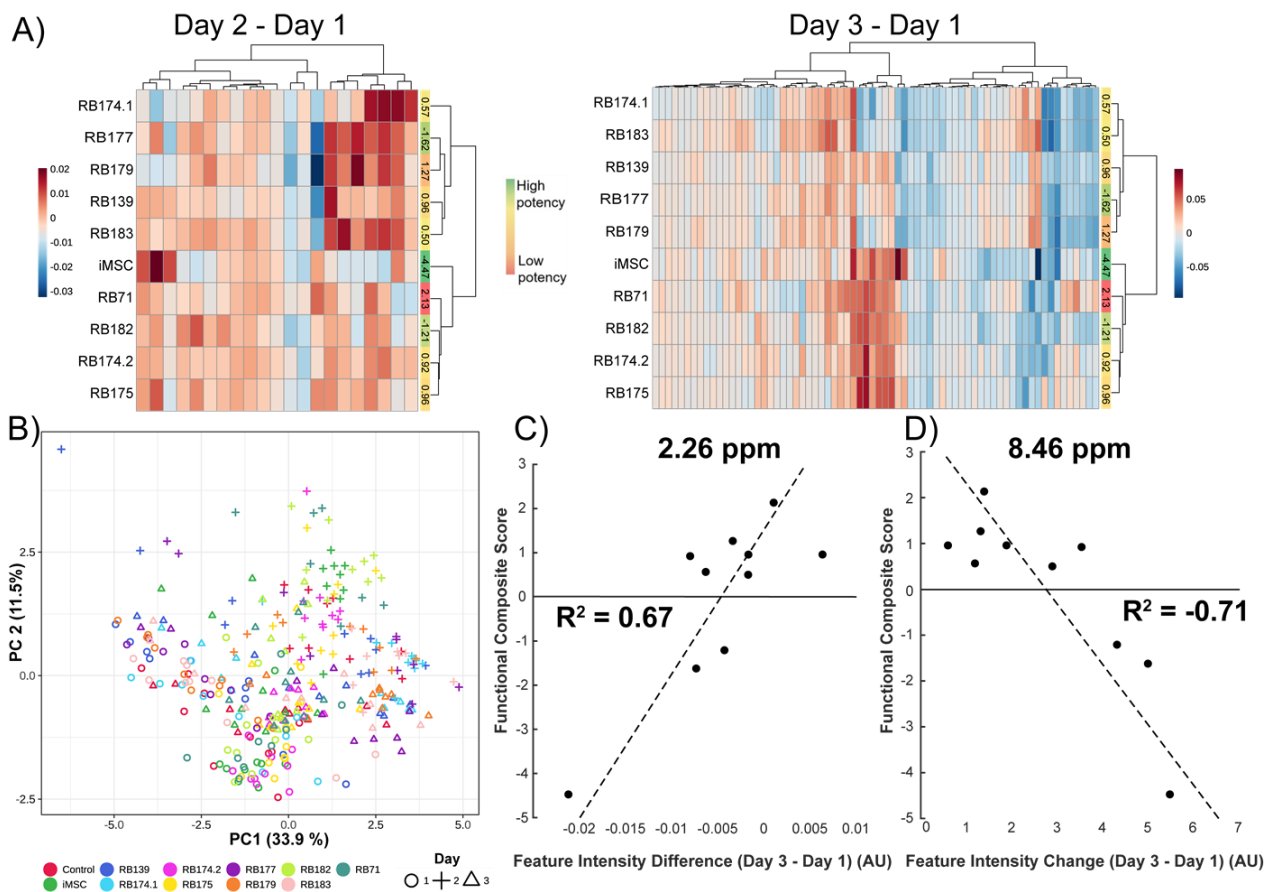 A)
Day 2 - Day 1
Day 3 - Day 1
RB174.1
RB177
RB179
RB139
RB183
iMSC
RB71
RB182
RB174.2
RB175
0.57
-1.62
1.27
0.96
0.50
-4.47
2.13
-1.21
0.92
0.96
0.02
0.01
0
-0.01
-0.02
-0.03
High
potency
Low
potency
RB174.1
RB183
RB139
RB177
RB179
iMSC
RB71
RB182
RB174.2
RB175
0.57
0.50
0.96
-1.62
1.27
-4.47
2.13
-1.21
0.92
0.96
0.05
0
-0.05
B)
PC 2 (11.5%)
2.5
0.0
-2.5
-5.0 -2.5 0.0 2.5 5.0
PC1 (33.9 %)
Control RB139 RB174.2 RB177 RB182 RB71
iMSC RB174.1 RB175 RB179 RB183
Day
1 2 3
C)
2.26 ppm
Functional Composite Score
3
2
1
0
-1
-2
-3
-4
-5
R² = 0.67
-0.02 -0.015 -0.01 -0.005 0 0.005 0.01
Feature Intensity Difference (Day 3 - Day 1) (AU)
D)
8.46 ppm
Functional Composite Score
3
2
1
0
-1
-2
-3
-4
-5
R² = -0.71
0 1 2 3 4 5 6 7
Feature Intensity Change (Day 3 - Day 1) (AU)